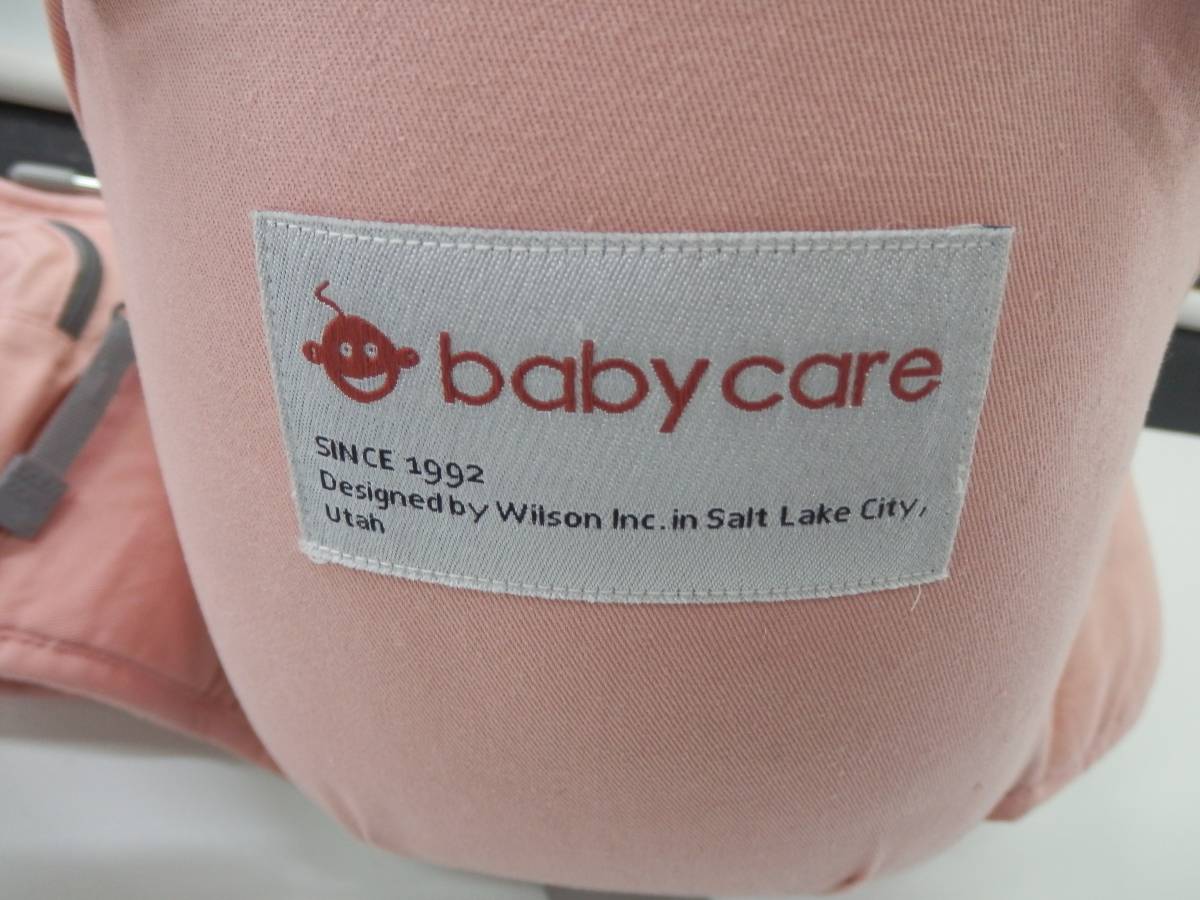 babycare
SINCE 1992
Designed by Wilson Inc. in Salt Lake City,
Utah